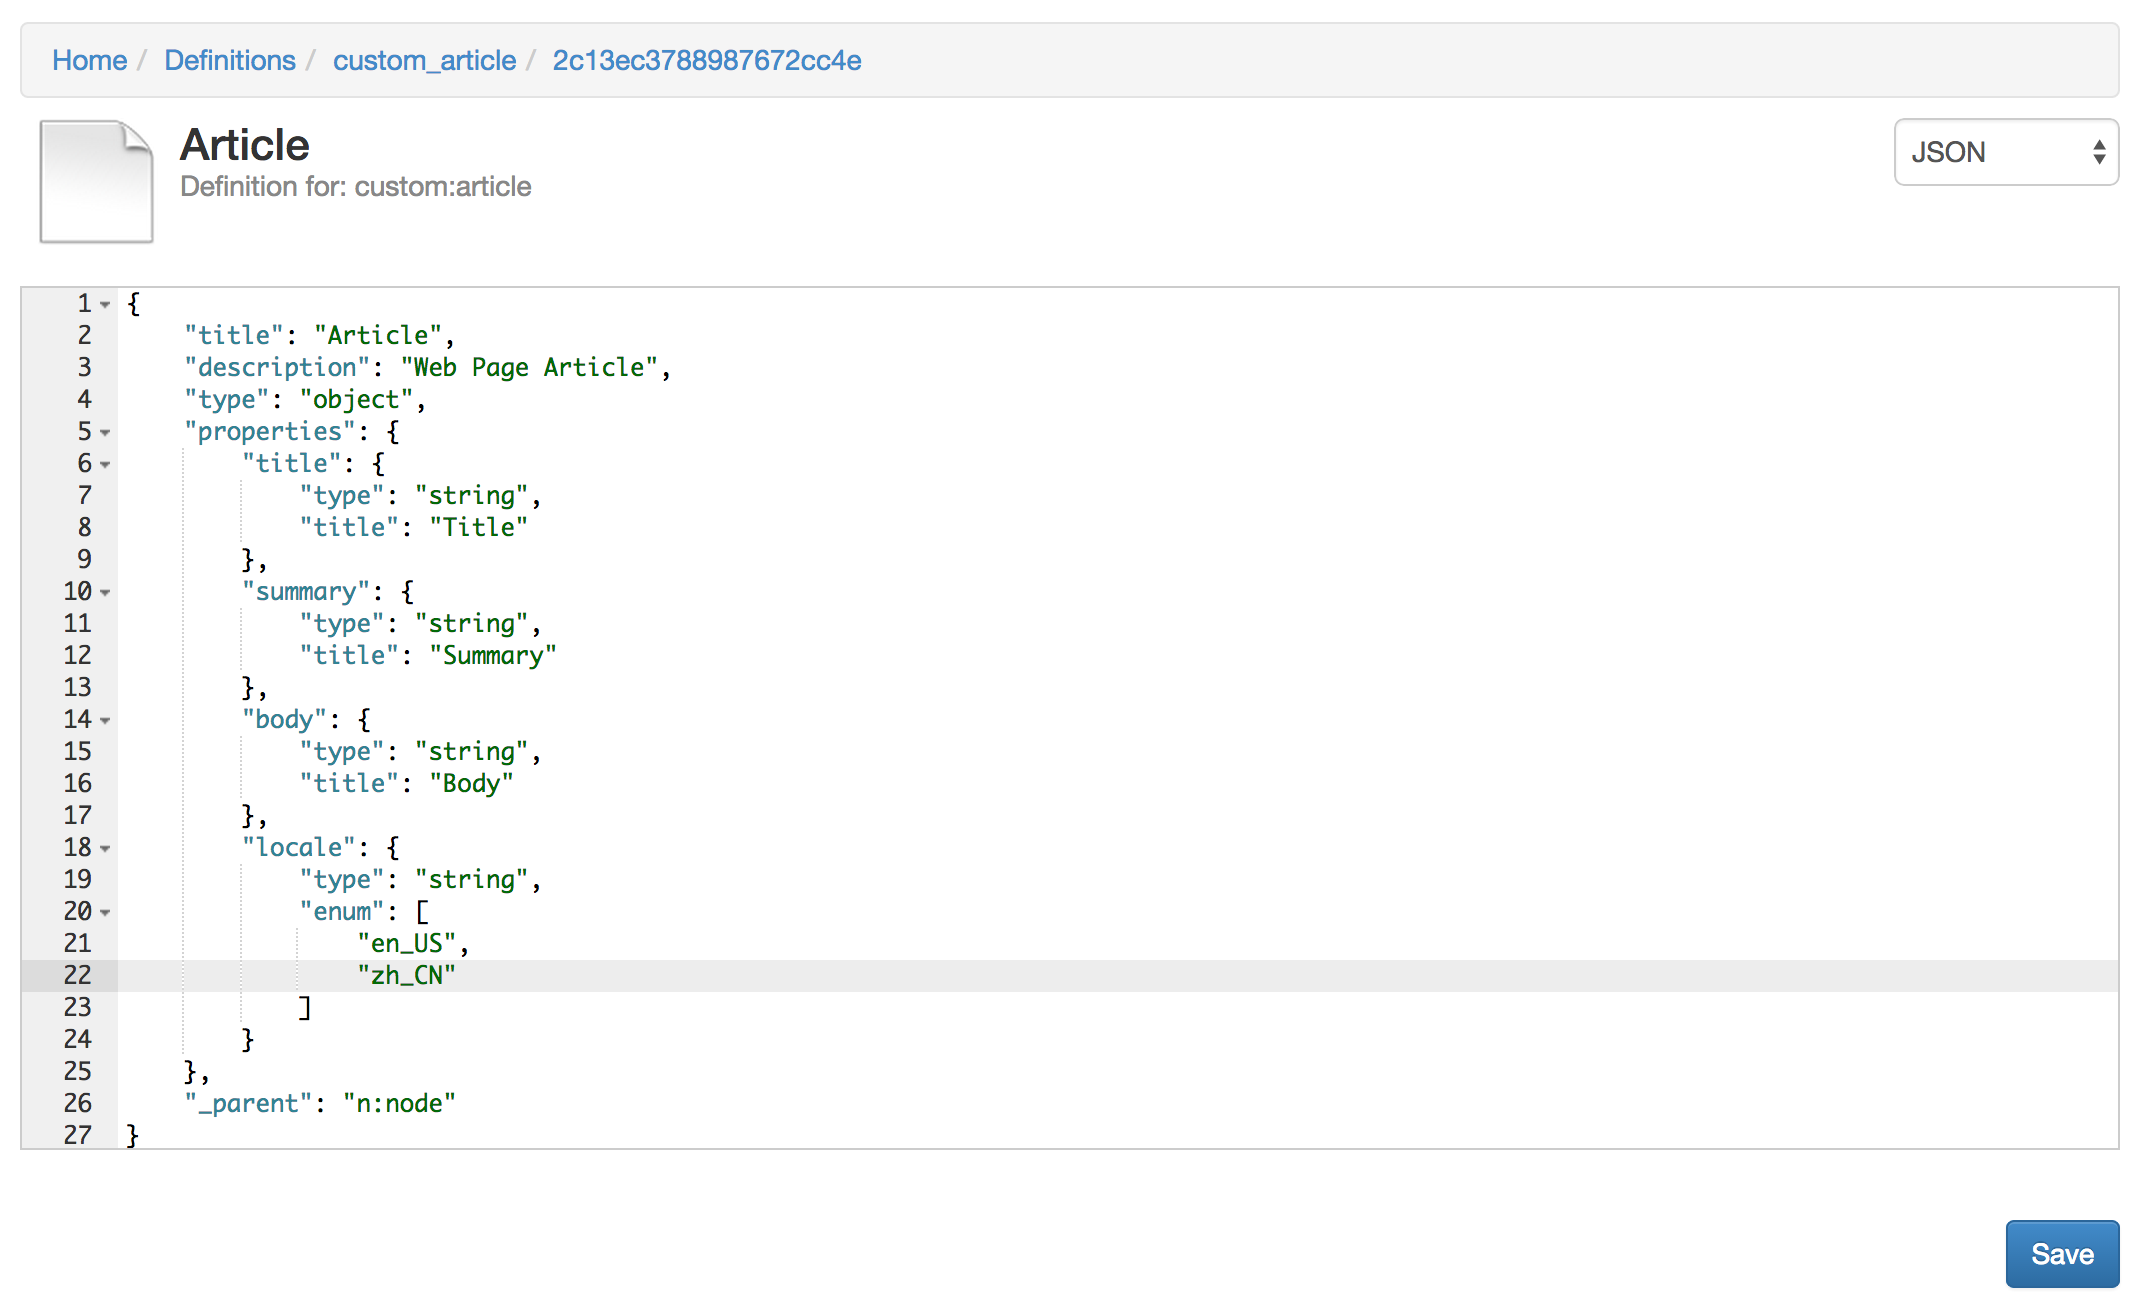 Home / Definitions / custom_article / 2c13ec3788987672cc4e
Article
JSON
Definition for: custom:article
1 {
2     "title": "Article",
3     "description": "Web Page Article",
4     "type": "object",
5     "properties": {
6         "title": {
7             "type": "string",
8             "title": "Title"
9         },
10         "summary": {
11             "type": "string",
12             "title": "Summary"
13         },
14         "body": {
15             "type": "string",
16             "title": "Body"
17         },
18         "locale": {
19             "type": "string",
20             "enum": [
21                 "en_US",
22                 "zh_CN"
23             ]
24         }
25     },
26     "_parent": "n:node"
27 }
Save